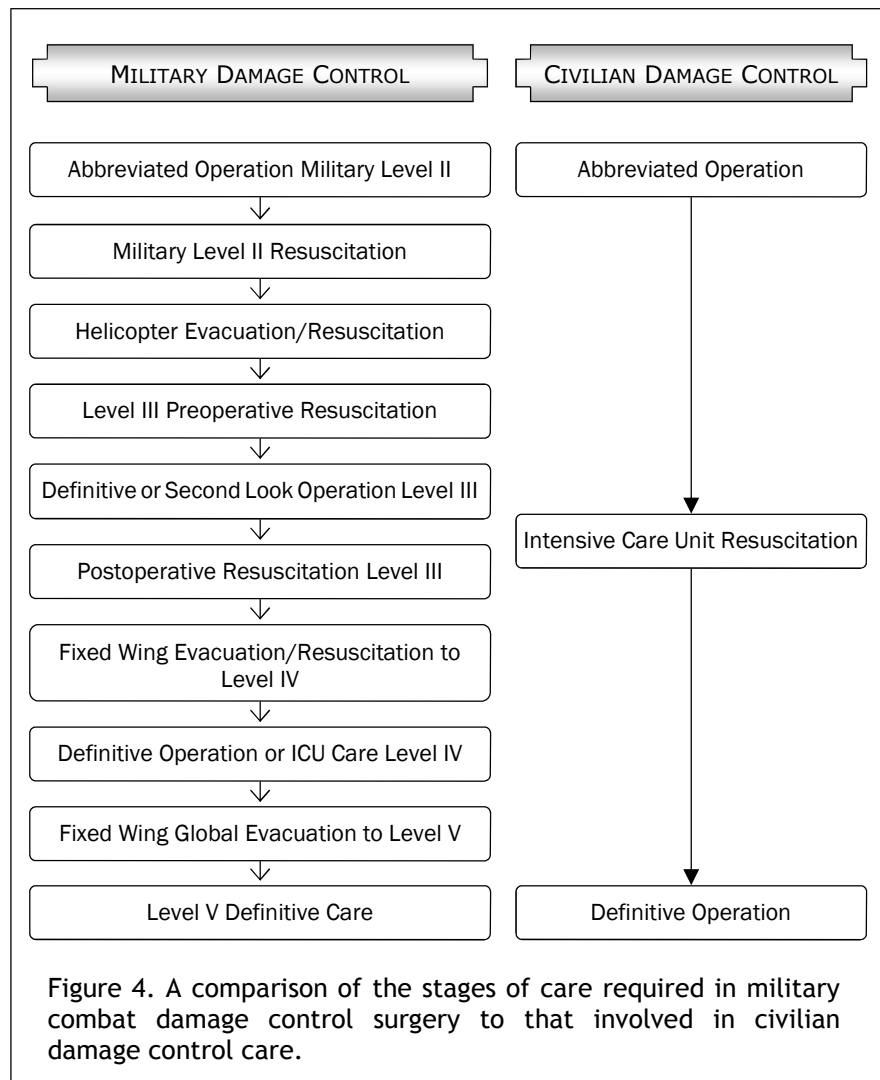 MILITARY DAMAGE CONTROL
CIVILIAN DAMAGE CONTROL
Abbreviated Operation Military Level II
Military Level II Resuscitation
Helicopter Evacuation/Resuscitation
Level III Preoperative Resuscitation
Definitive or Second Look Operation Level III
Postoperative Resuscitation Level III
Fixed Wing Evacuation/Resuscitation to
Level IV
Definitive Operation or ICU Care Level IV
Fixed Wing Global Evacuation to Level V
Level V Definitive Care
Abbreviated Operation
Intensive Care Unit Resuscitation
Definitive Operation
Figure 4. A comparison of the stages of care required in military
combat damage control surgery to that involved in civilian
damage control care.